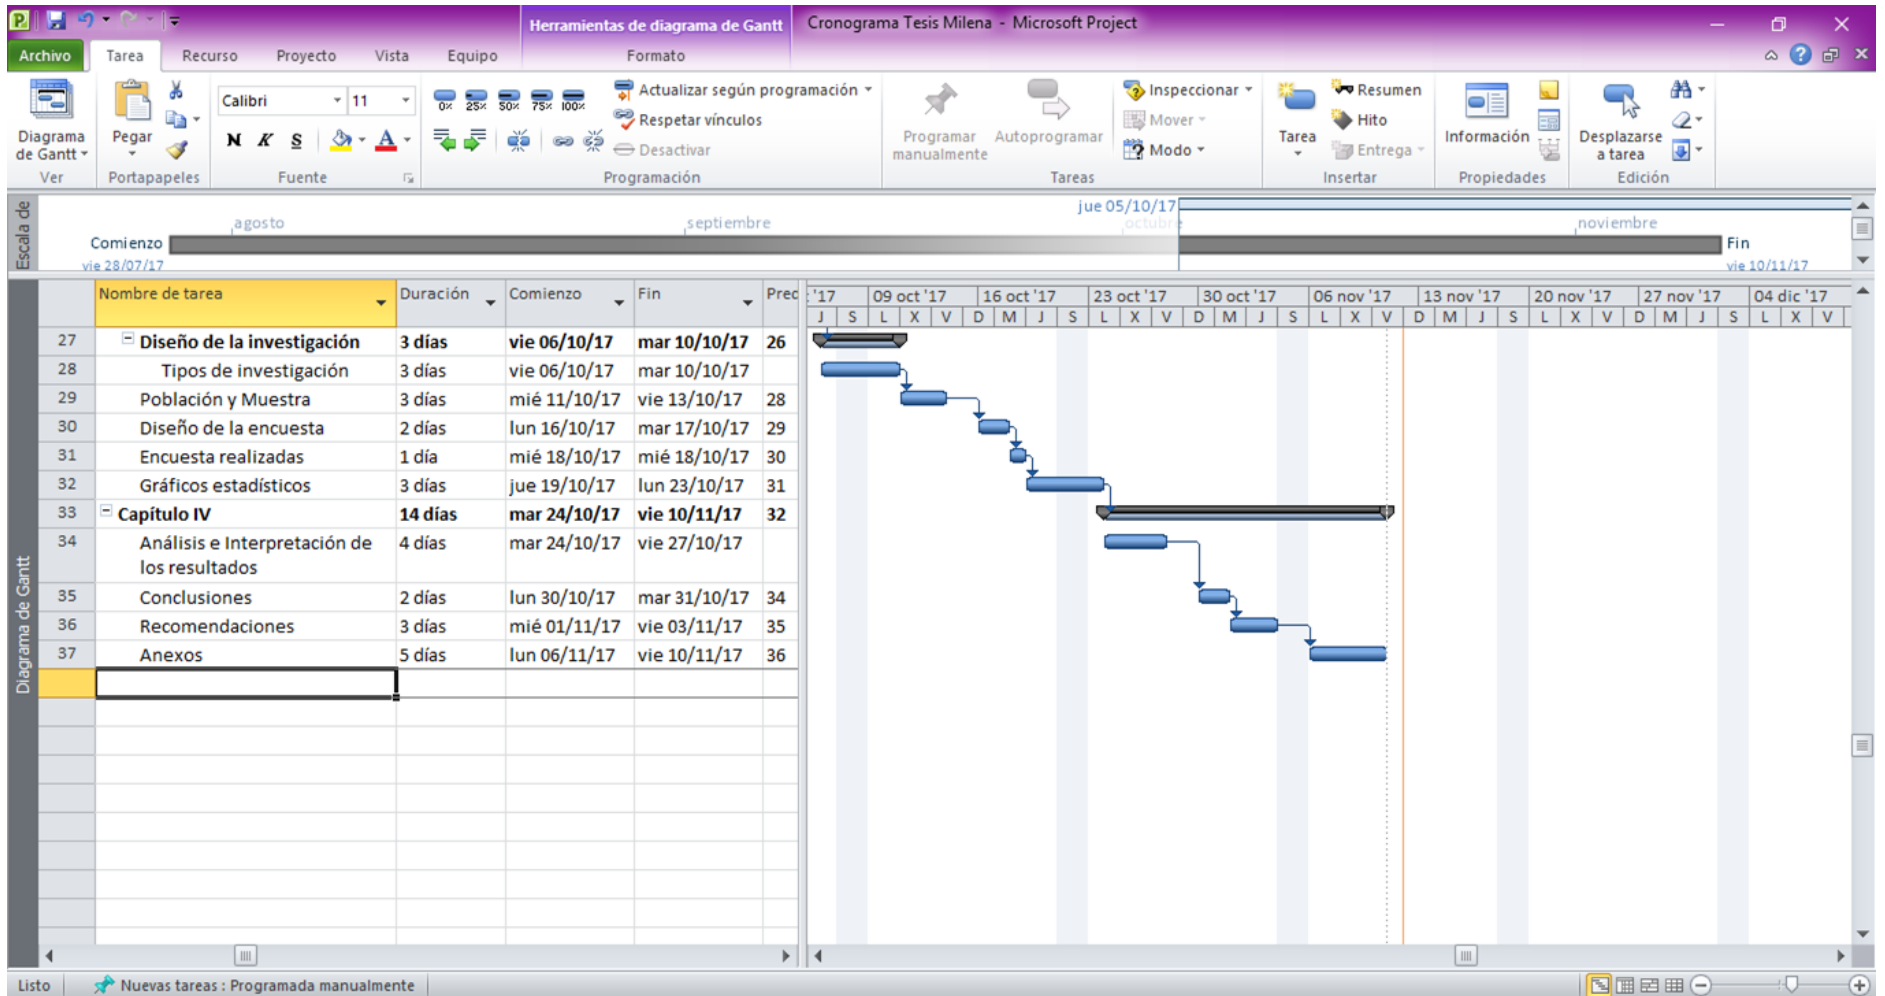 Herramientas de diagrama de Gantt
Cronograma Tesis Milena - Microsoft Project
Archivo Tarea Recurso Proyecto Vista Equipo Formato
Diagrama de Gantt
Pegar
Calibri 11
N K S A
0% 25% 50% 75% 100%
Actualizar según programación
Respetar vínculos
Desactivar
Programar manualmente
Autoprogramar
Inspeccionar
Mover
Modo
Tarea
Resumen
Hito
Entrega
Información
Desplazarse a tarea
Ver Portapapeles Fuente Programación Tareas Insertar Propiedades Edición
Escala de
jue 05/10/17
agosto septiembre octubre noviembre
Comienzo
vie 28/07/17
Fin
vie 10/11/17
Diagrama de Gantt
Nombre de tarea Duración Comienzo Fin Prec
'17 09 oct '17 16 oct '17 23 oct '17 30 oct '17 06 nov '17 13 nov '17 20 nov '17 27 nov '17 04 dic '17
J S L X V D M J S L X V D M J S L X V D M J S L X V D M J S L X V
27 Diseño de la investigación 3 días vie 06/10/17 mar 10/10/17 26
28 Tipos de investigación 3 días vie 06/10/17 mar 10/10/17
29 Población y Muestra 3 días mié 11/10/17 vie 13/10/17 28
30 Diseño de la encuesta 2 días lun 16/10/17 mar 17/10/17 29
31 Encuesta realizadas 1 día mié 18/10/17 mié 18/10/17 30
32 Gráficos estadísticos 3 días jue 19/10/17 lun 23/10/17 31
33 Capítulo IV 14 días mar 24/10/17 vie 10/11/17 32
34 Análisis e Interpretación de 4 días mar 24/10/17 vie 27/10/17
los resultados
35 Conclusiones 2 días lun 30/10/17 mar 31/10/17 34
36 Recomendaciones 3 días mié 01/11/17 vie 03/11/17 35
37 Anexos 5 días lun 06/11/17 vie 10/11/17 36
Listo
Nuevas tareas : Programada manualmente